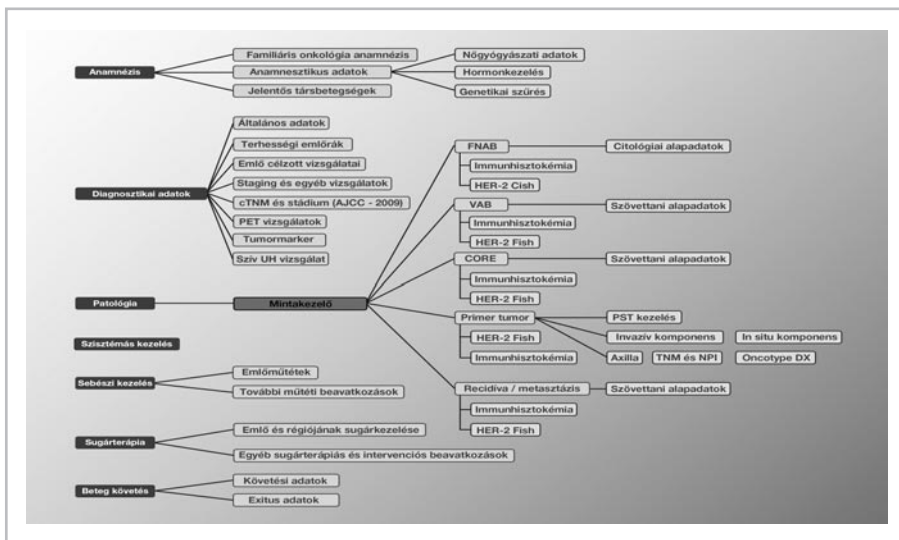 Anamnézis
Familiáris onkológia anamnézis
Anamnesztikus adatok
Jelentős társbetegségek
Nőgyógyászati adatok
Hormonkezelés
Genetikai szűrés
Diagnosztikai adatok
Általános adatok
Terhességi emlőrák
Emlő célzott vizsgálatai
Staging és egyéb vizsgálatok
cTNM és stádium (AJCC - 2009)
PET vizsgálatok
Tumormarker
Szív UH vizsgálat
Patológia
Mintakezelő
FNAB
Citológiai alapadatok
Immunhisztokémia
HER-2 Cish
VAB
Szövettani alapadatok
Immunhisztokémia
HER-2 Fish
CORE
Szövettani alapadatok
Immunhisztokémia
HER-2 Fish
Primer tumor
PST kezelés
HER-2 Fish
Invazív komponens
In situ komponens
Immunhisztokémia
Axilla
TNM és NPI
Oncotype DX
Recidíva / metasztázis
Szövettani alapadatok
Immunhisztokémia
HER-2 Fish
Szisztémás kezelés
Sebészi kezelés
Emlőműtétek
További műtéti beavatkozások
Sugárterápia
Emlő és régiójának sugárkezelése
Egyéb sugárterápiás és intervenciós beavatkozások
Beteg követés
Követési adatok
Exitus adatok